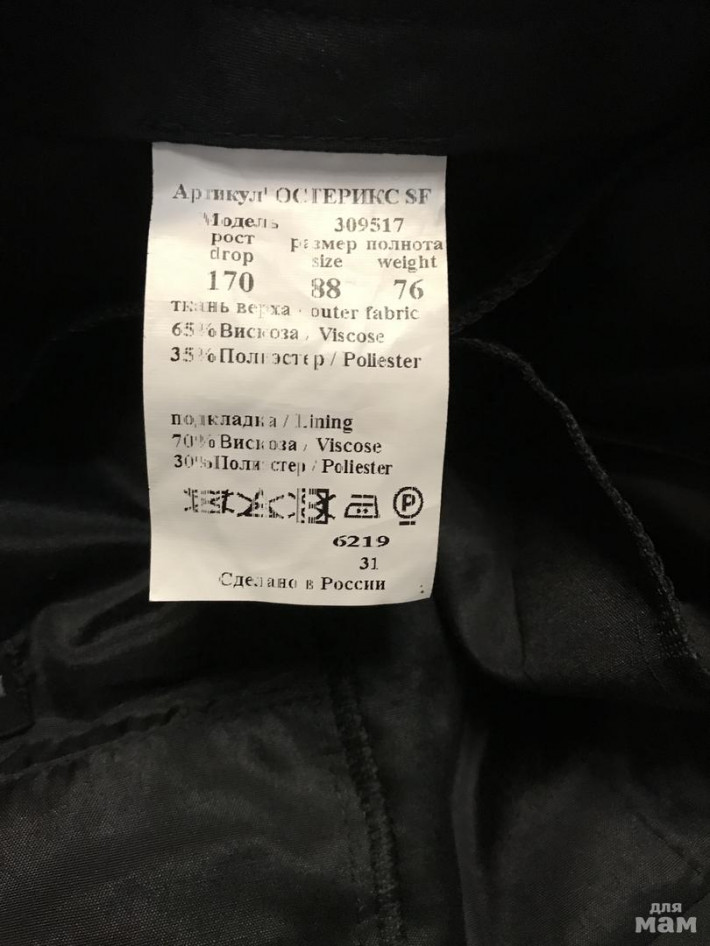 Артикул' ОСТЕРИКС SF
Модель 309517
рост размер полнота
drop size weight
170 88 76
ткань верха outer fabric
65% Вискоза / Viscose
35% Полиэстер / Poliester
подкладка / Lining
70% Вискоза / Viscose
30% Полиэстер / Poliester
P
6219
31
Сделано в России
для
мам